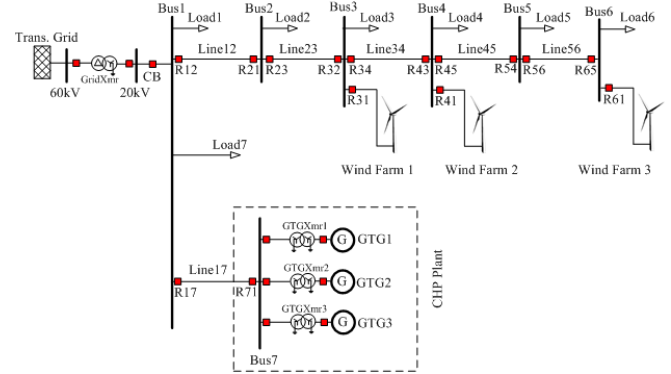 Bus1
Load1
Bus2
Load2
Bus3
Load3
Bus4
Load4
Bus5
Load5
Bus6
Load6
Trans. Grid
60kV
GridXmr
20kV
CB
R12
Line12
R21
R23
Line23
R32
R34
Line34
R43
R45
Line45
R54
R56
Line56
R65
R31
R41
R61
Wind Farm 1
Wind Farm 2
Wind Farm 3
Load7
GTGXmr1
G
GTG1
GTGXmr2
G
GTG2
GTGXmr3
G
GTG3
CHP Plant
R17
Line17
R71
Bus7